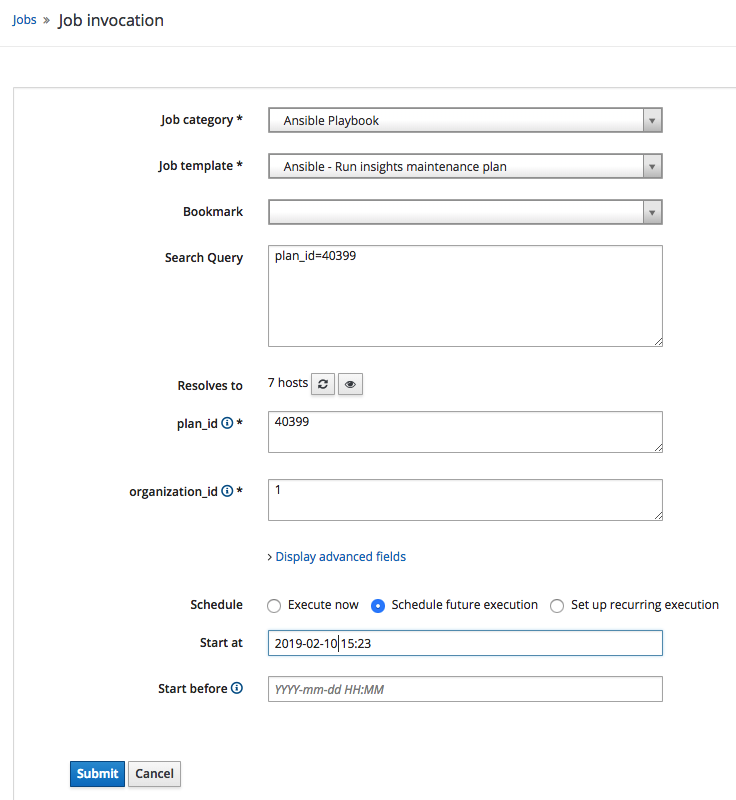 Jobs » Job invocation
Job category * Ansible Playbook
Job template * Ansible - Run insights maintenance plan
Bookmark
Search Query plan_id=40399
Resolves to 7 hosts
plan_id * 40399
organization_id * 1
› Display advanced fields
Schedule Execute now Schedule future execution Set up recurring execution
Start at 2019-02-10 15:23
Start before YYYY-mm-dd HH:MM
Submit Cancel